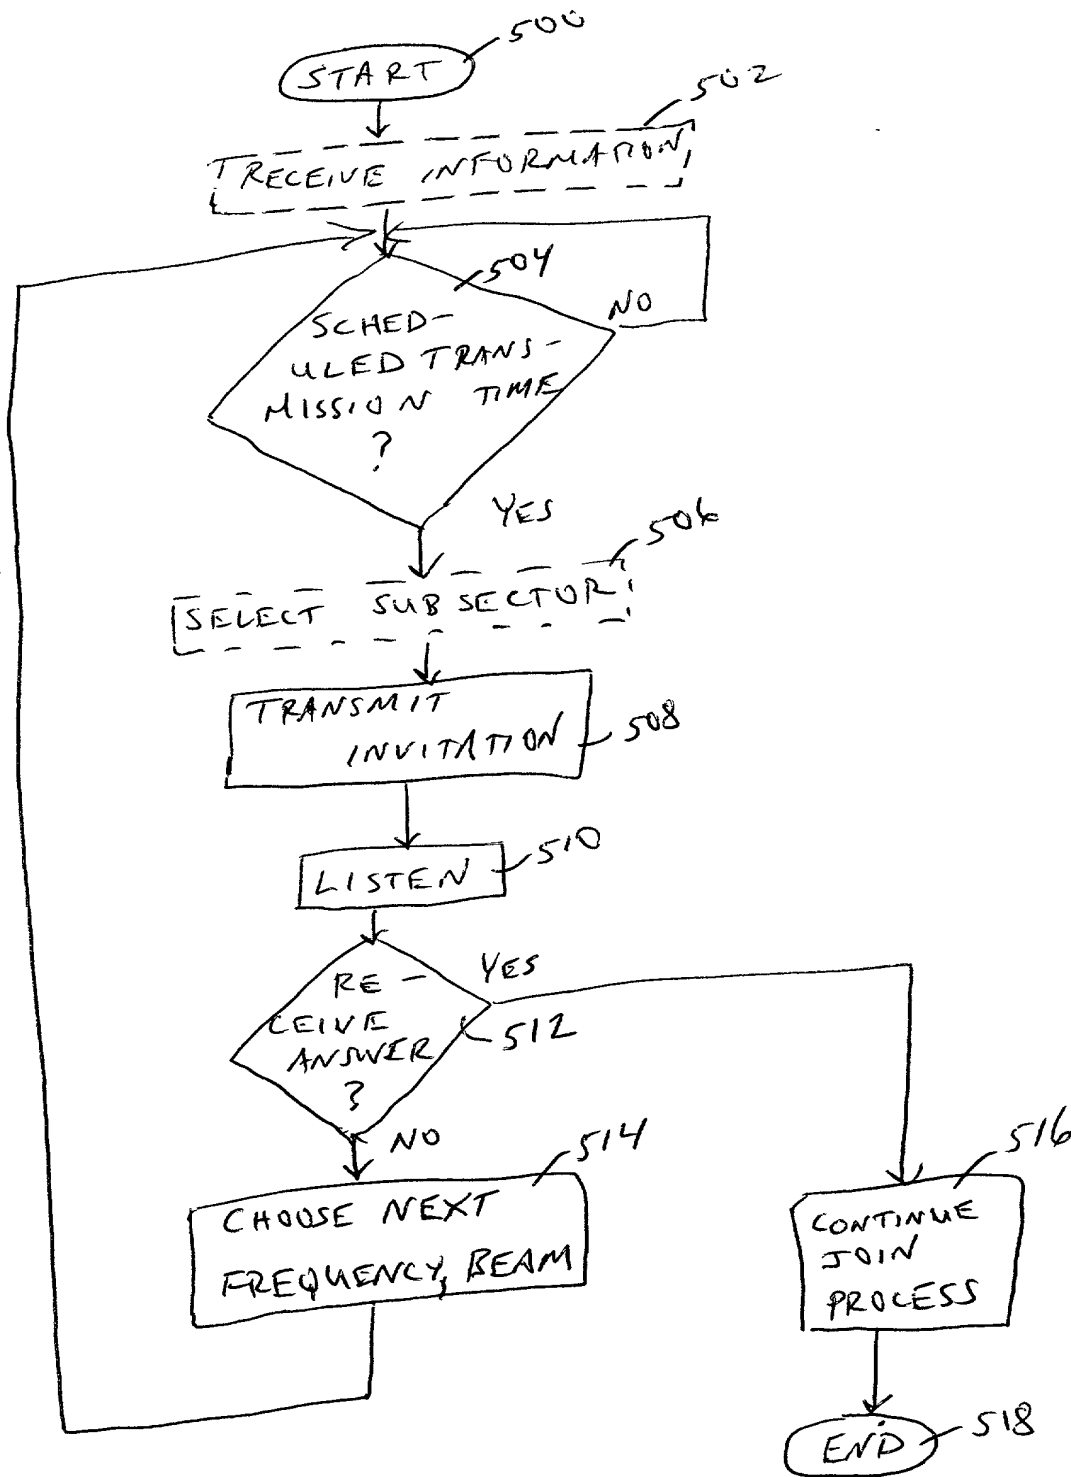 500
START
502
RECEIVE INFORMATION
504
NO
SCHED-
ULED TRANS-
MISSION TIME
?
YES
506
SELECT SUBSECTOR
TRANSMIT
INVITATION
508
510
LISTEN
YES
RE-
CEIVE
ANSWER
?
512
NO
514
CHOOSE NEXT
FREQUENCY, BEAM
516
CONTINUE
JOIN
PROCESS
END
518